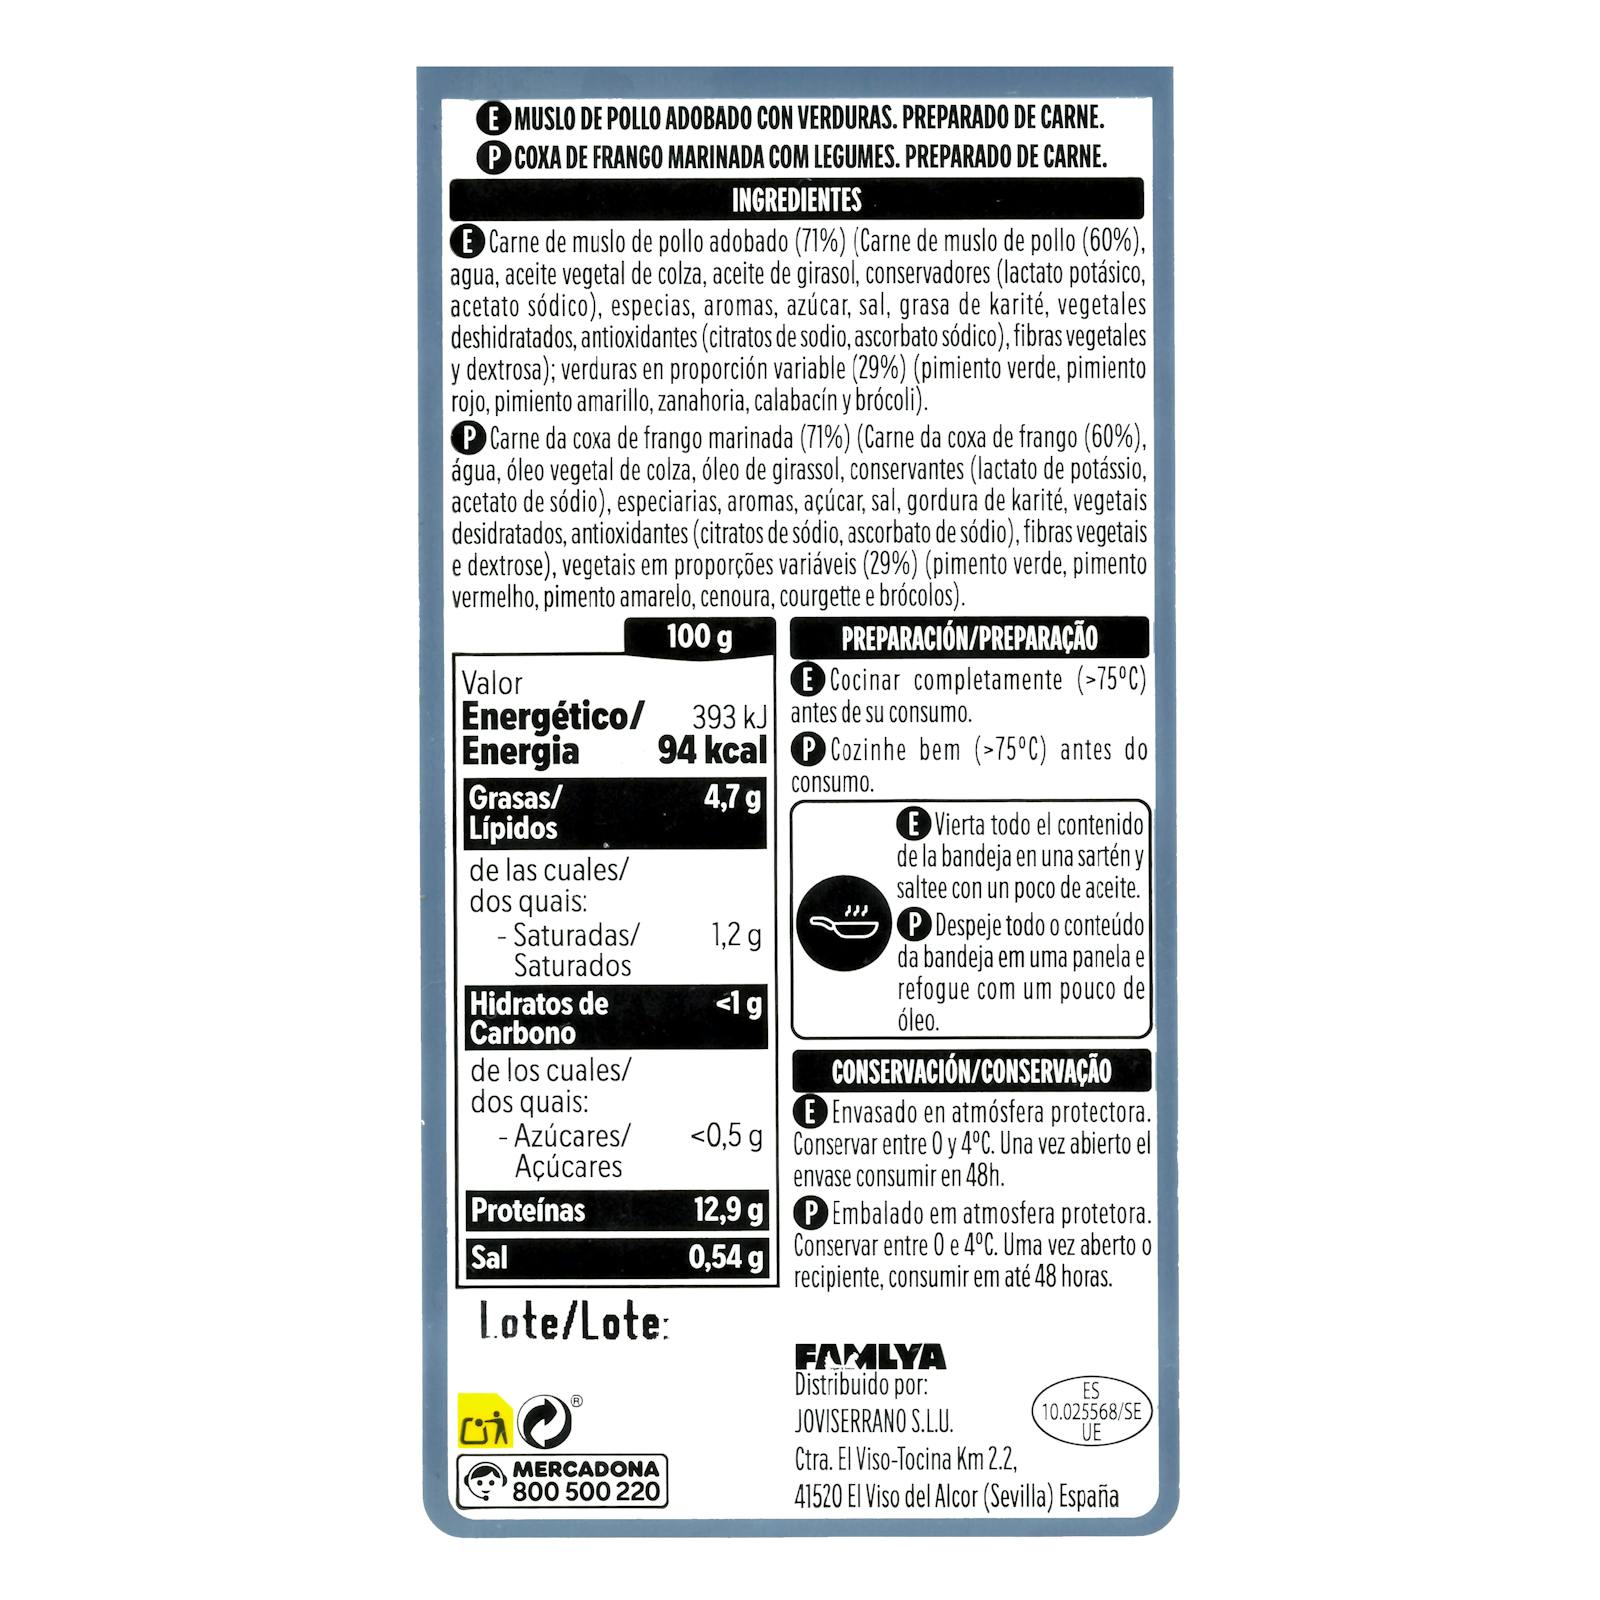 E MUSLO DE POLLO ADOBADO CON VERDURAS. PREPARADO DE CARNE.
P COXA DE FRANGO MARINADA COM LEGUMES. PREPARADO DE CARNE.
INGREDIENTES
E Carne de muslo de pollo adobado (71%) (Carne de muslo de pollo (60%),
agua, aceite vegetal de colza, aceite de girasol, conservadores (lactato potásico,
acetato sódico), especias, aromas, azúcar, sal, grasa de karité, vegetales
deshidratados, antioxidantes (citratos de sodio, ascorbato sódico), fibras vegetales
y dextrosa); verduras en proporción variable (29%) (pimiento verde, pimiento
rojo, pimiento amarillo, zanahoria, calabacín y brócoli).
P Carne da coxa de frango marinada (71%) (Carne da coxa de frango (60%),
água, óleo vegetal de colza, óleo de girassol, conservantes (lactato de potássio,
acetato de sódio), especiarias, aromas, açúcar, sal, gordura de karité, vegetais
desidratados, antioxidantes (citratos de sódio, ascorbato de sódio), fibras vegetais
e dextrose), vegetais em proporções variáveis (29%) (pimento verde, pimento
vermelho, pimento amarelo, cenoura, courgette e brócolos).
100 g
Valor
Energético/ 393 kJ
Energia 94 kcal
Grasas/ 4,7 g
Lípidos
de las cuales/
dos quais:
- Saturadas/ 1,2 g
Saturados
Hidratos de <1 g
Carbono
de los cuales/
dos quais:
- Azúcares/ <0,5 g
Açúcares
Proteínas 12,9 g
Sal 0,54 g
Lote/Lote:
MERCADONA
800 500 220
PREPARACIÓN/PREPARAÇÃO
E Cocinar completamente (>75ºC)
antes de su consumo.
P Cozinhe bem (>75ºC) antes do
consumo.
E Vierta todo el contenido
de la bandeja en una sartén y
saltee con un poco de aceite.
P Despeje todo o conteúdo
da bandeja em uma panela e
refogue com um pouco de
óleo.
CONSERVACIÓN/CONSERVAÇÃO
E Envasado en atmósfera protectora.
Conservar entre 0 y 4ºC. Una vez abierto el
envase consumir en 48h.
P Embalado em atmosfera protetora.
Conservar entre 0 e 4ºC. Uma vez aberto o
recipiente, consumir em até 48 horas.
FAMLYA
Distribuido por:
JOVISERRANO S.L.U.
Ctra. El Viso-Tocina Km 2.2,
41520 El Viso del Alcor (Sevilla) España
ES
10.025568/SE
UE
®